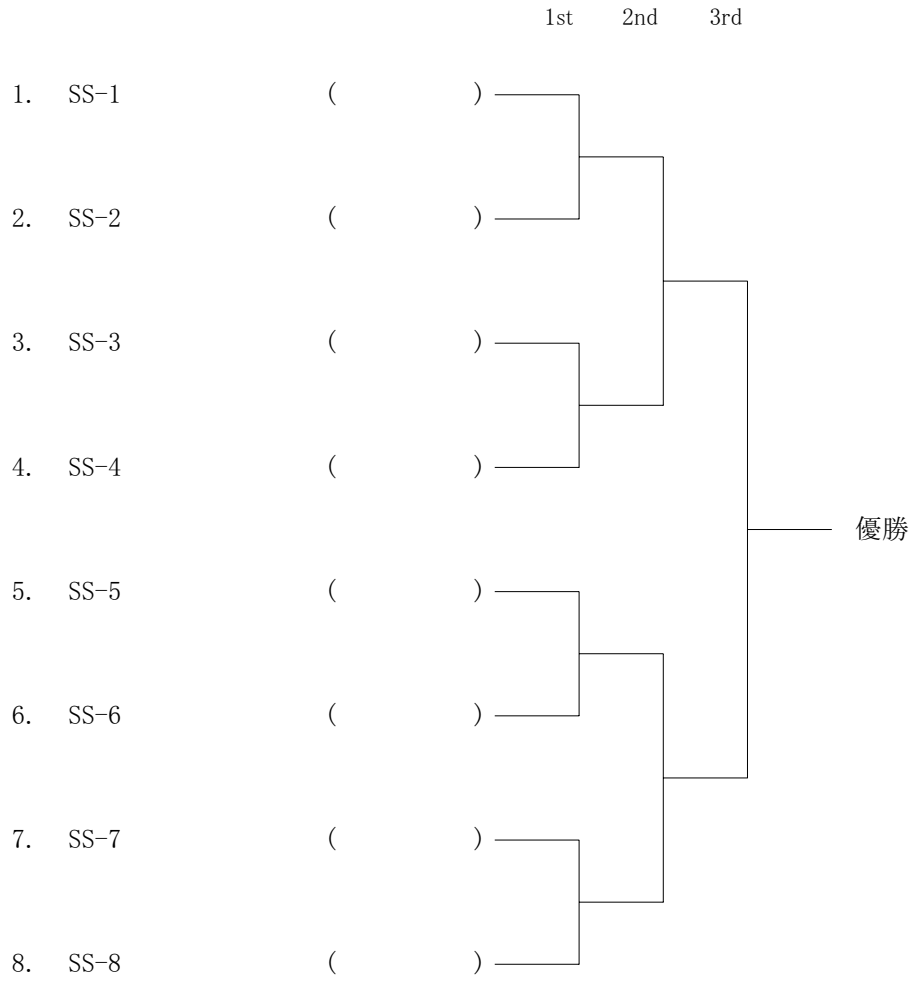 1st 2nd 3rd
1. SS-1 ( )
2. SS-2 ( )
3. SS-3 ( )
4. SS-4 ( )
優勝
5. SS-5 ( )
6. SS-6 ( )
7. SS-7 ( )
8. SS-8 ( )